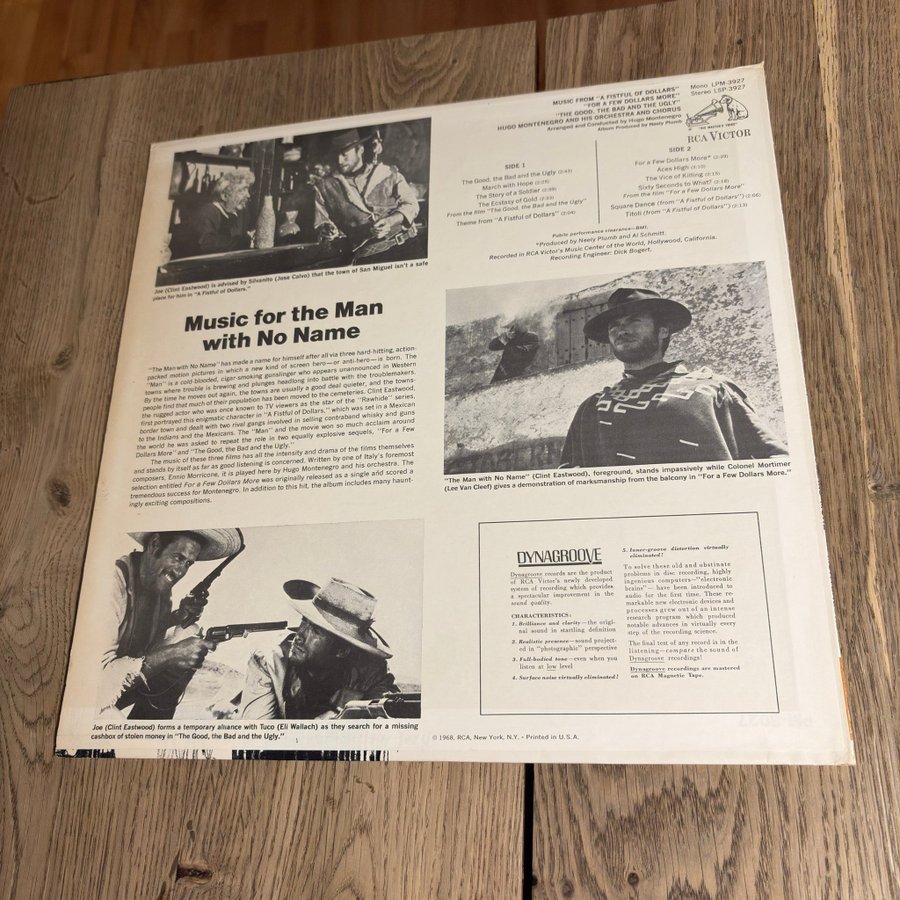 MUSIC FROM "A FISTFUL OF DOLLARS"
"FOR A FEW DOLLARS MORE"
"THE GOOD, THE BAD AND THE UGLY"
HUGO MONTENEGRO AND HIS ORCHESTRA AND CHORUS
Arranged and Conducted by Hugo Montenegro
Album Produced by Neely Plumb
Mono LPM-3927
Stereo LSP-3927
"HIS MASTER'S VOICE"
RCA VICTOR
SIDE 1
The Good, the Bad and the Ugly (2:43)
March with Hope
The Story of a Soldier
The Ecstasy of Gold
From the film "The Good, the Bad and the Ugly"
Theme from "A Fistful of Dollars" (2:04)
SIDE 2
For a Few Dollars More*
Aces High
The Vice of Killing
Sixty Seconds to What?
From the film "For a Few Dollars More"
Square Dance (from "A Fistful of Dollars") (2:06)
Titoli (from "A Fistful of Dollars") (2:13)
Public performance clearance—BMI.
*Produced by Neely Plumb and Al Schmitt.
Recorded in RCA Victor's Music Center of the World, Hollywood, California.
Recording Engineer: Dick Bogert.
Joe (Clint Eastwood) is advised by Silvanito (Jose Calvo) that the town of San Miguel isn't a safe
place for him in "A Fistful of Dollars."
Music for the Man
with No Name
"The Man with No Name" has made a name for himself after all via three hard-hitting, action-
packed motion pictures in which a new kind of screen hero—or anti-hero—is born. The
"Man" is a cold-blooded, cigar-smoking gunslinger who appears unannounced in Western
towns where trouble is brewing and plunges headlong into battle with the troublemakers.
By the time he moves out again, the towns are usually a good deal quieter, and the towns-
people find that much of their population has been moved to the cemeteries. Clint Eastwood,
the rugged actor who was once known to TV viewers as the star of the "Rawhide" series,
first portrayed this enigmatic character in "A Fistful of Dollars," which was set in a Mexican
border town and dealt with two rival gangs involved in selling contraband whisky and guns
to the Indians and the Mexicans. The "Man" and the movie won so much acclaim around
the world he was asked to repeat the role in two equally explosive sequels, "For a Few
Dollars More" and "The Good, the Bad and the Ugly."
The music of these three films has all the intensity and drama of the films themselves
and stands by itself as far as good listening is concerned. Written by one of Italy's foremost
composers, Ennio Morricone, it is played here by Hugo Montenegro and his orchestra. The
selection entitled For a Few Dollars More was originally released as a single and scored a
tremendous success for Montenegro. In addition to this hit, the album includes many haunt-
ingly exciting compositions.
"The Man with No Name" (Clint Eastwood), foreground, stands impassively while Colonel Mortimer
(Lee Van Cleef) gives a demonstration of marksmanship from the balcony in "For a Few Dollars More."
Joe (Clint Eastwood) forms a temporary alliance with Tuco (Eli Wallach) as they search for a missing
cashbox of stolen money in "The Good, the Bad and the Ugly."
DYNAGROOVE
Dynagroove records are the product
of RCA Victor's newly developed
system of recording which provides
a spectacular improvement in the
sound quality.
CHARACTERISTICS:
1. Brilliance and clarity—the origi-
nal sound in startling definition
2. Realistic presence—sound project-
ed in "photographic" perspective
3. Full-bodied tone—even when you
listen at low level
4. Surface noise virtually eliminated!
5. Inner-groove distortion virtually
eliminated!
To solve these old and obstinate
problems in disc recording, highly
ingenious computers—"electronic
brains"—have been introduced to
audio for the first time. These re-
markable new electronic devices and
processes grew out of an intense
research program which produced
notable advances in virtually every
step of the recording science.
The final test of any record is in the
listening—compare the sound of
Dynagroove recordings!
Dynagroove recordings are mastered
on RCA Magnetic Tape.
© 1968, RCA, New York, N.Y. • Printed in U.S.A.